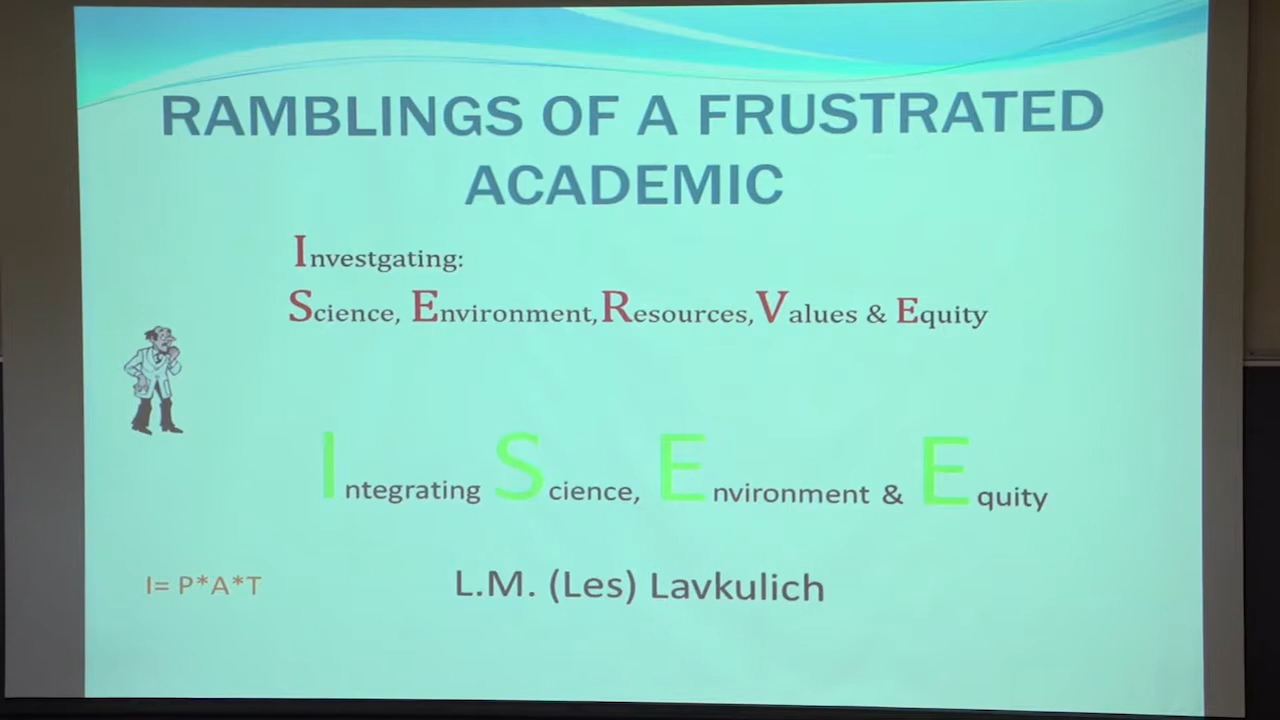 RAMBLINGS OF A FRUSTRATED
ACADEMIC
Investgating:
Science, Environment, Resources, Values & Equity
Integrating Science, Environment & Equity
I= P*A*T
L.M. (Les) Lavkulich